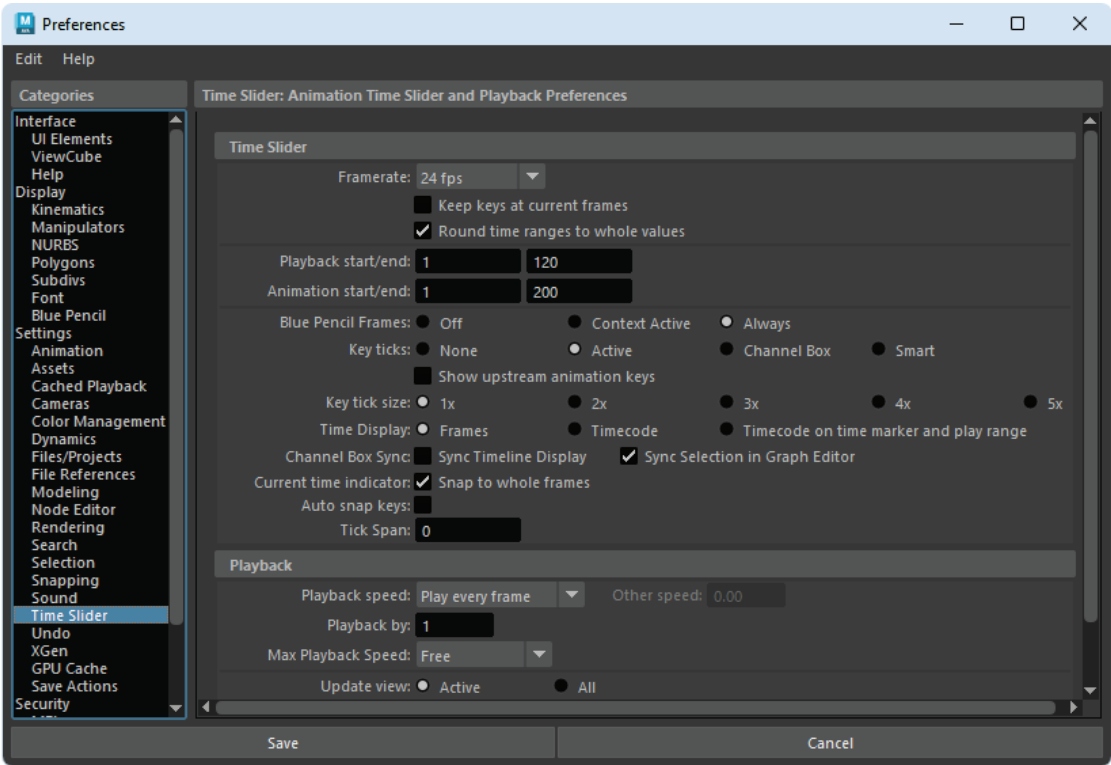 Preferences
Edit Help
Categories
Interface
UI Elements
ViewCube
Help
Display
Kinematics
Manipulators
NURBS
Polygons
Subdivs
Font
Blue Pencil
Settings
Animation
Assets
Cached Playback
Cameras
Color Management
Dynamics
Files/Projects
File References
Modeling
Node Editor
Rendering
Search
Selection
Snapping
Sound
Time Slider
Undo
XGen
GPU Cache
Save Actions
Security
Time Slider: Animation Time Slider and Playback Preferences
Time Slider
Framerate: 24 fps
Keep keys at current frames
Round time ranges to whole values
Playback start/end: 1 120
Animation start/end: 1 200
Blue Pencil Frames: Off Context Active Always
Key ticks: None Active Channel Box Smart
Show upstream animation keys
Key tick size: 1x 2x 3x 4x 5x
Time Display: Frames Timecode Timecode on time marker and play range
Channel Box Sync: Sync Timeline Display Sync Selection in Graph Editor
Current time indicator: Snap to whole frames
Auto snap keys:
Tick Span: 0
Playback
Playback speed: Play every frame Other speed: 0.00
Playback by: 1
Max Playback Speed: Free
Update view: Active All
Save Cancel